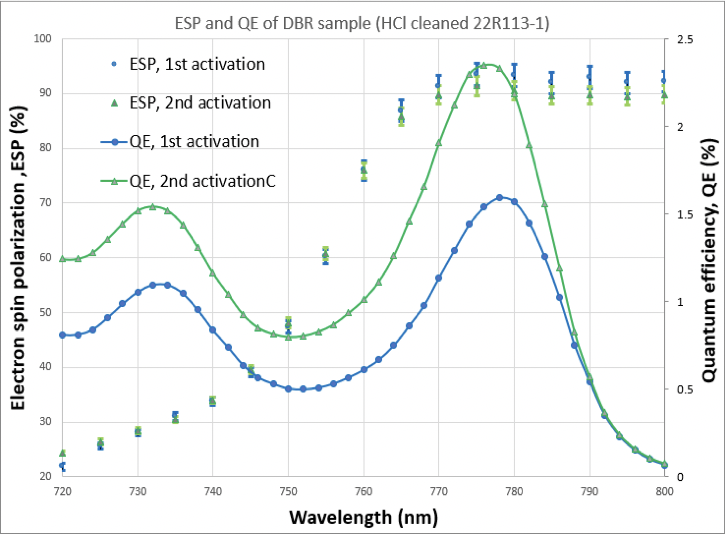 ESP and QE of DBR sample (HCl cleaned 22R113-1)
ESP, 1st activation
ESP, 2nd activation
QE, 1st activation
QE, 2nd activationC
Electron spin polarization ,ESP (%)
100
90
80
70
60
50
40
30
20
2.5
2
1.5
1
0.5
0
Quantum efficiency, QE (%)
720 730 740 750 760 770 780 790 800
Wavelength (nm)